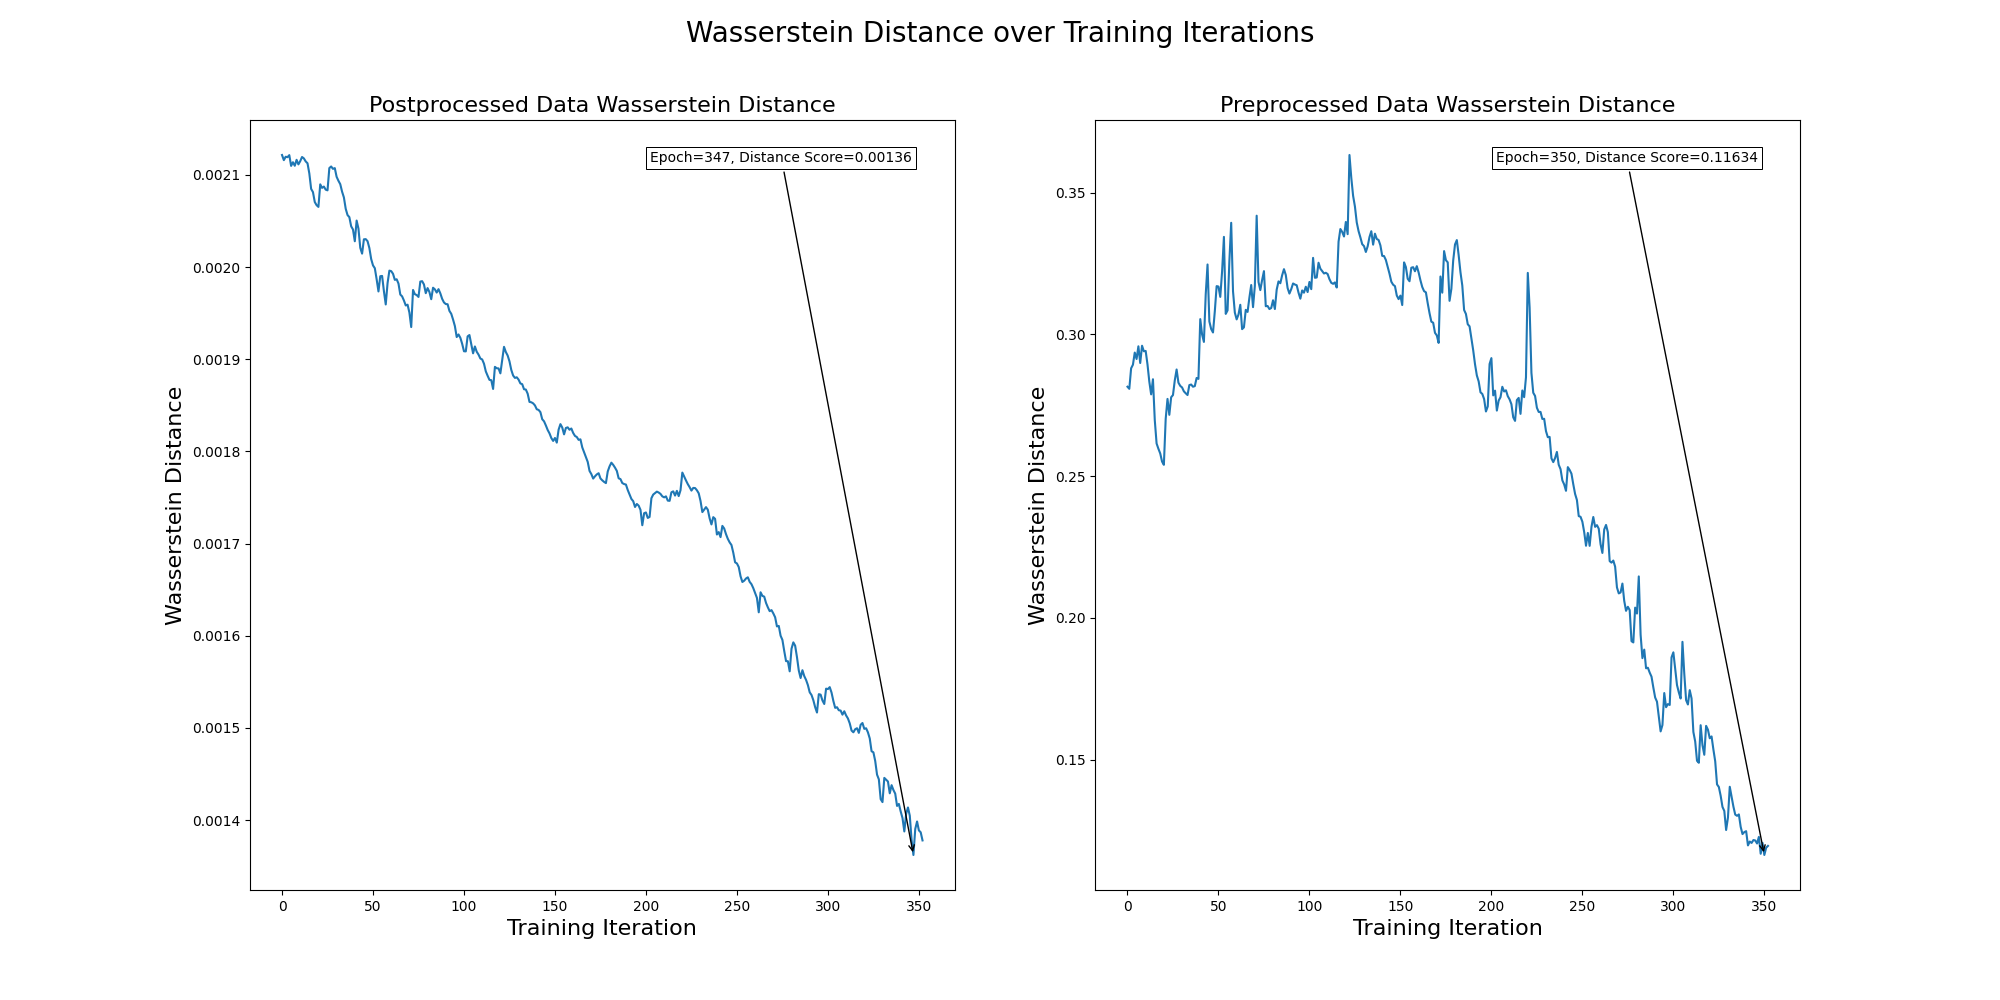 Wasserstein Distance over Training Iterations
Postprocessed Data Wasserstein Distance
Epoch=347, Distance Score=0.00136
0.0021
0.0020
0.0019
0.0018
0.0017
0.0016
0.0015
0.0014
Wasserstein Distance
0 50 100 150 200 250 300 350
Training Iteration
Preprocessed Data Wasserstein Distance
Epoch=350, Distance Score=0.11634
0.35
0.30
0.25
0.20
0.15
Wasserstein Distance
0 50 100 150 200 250 300 350
Training Iteration